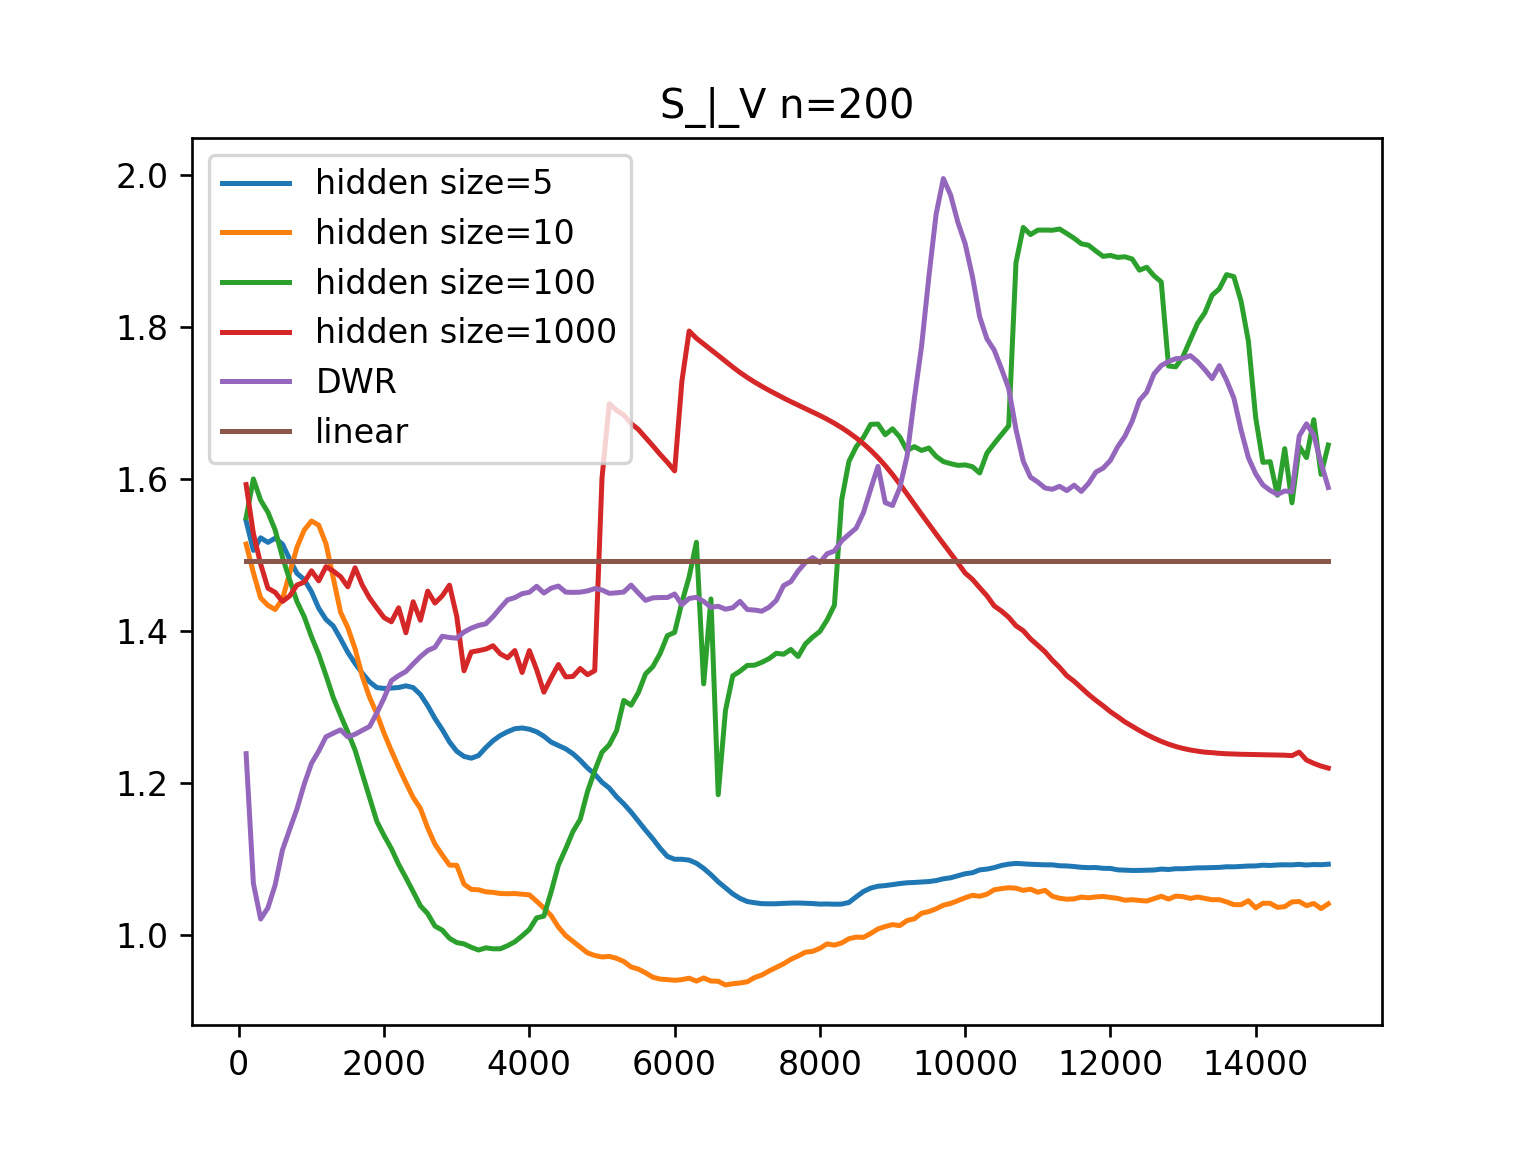 S_|_V n=200
hidden size=5
hidden size=10
hidden size=100
hidden size=1000
DWR
linear
2.0
1.8
1.6
1.4
1.2
1.0
0 2000 4000 6000 8000 10000 12000 14000